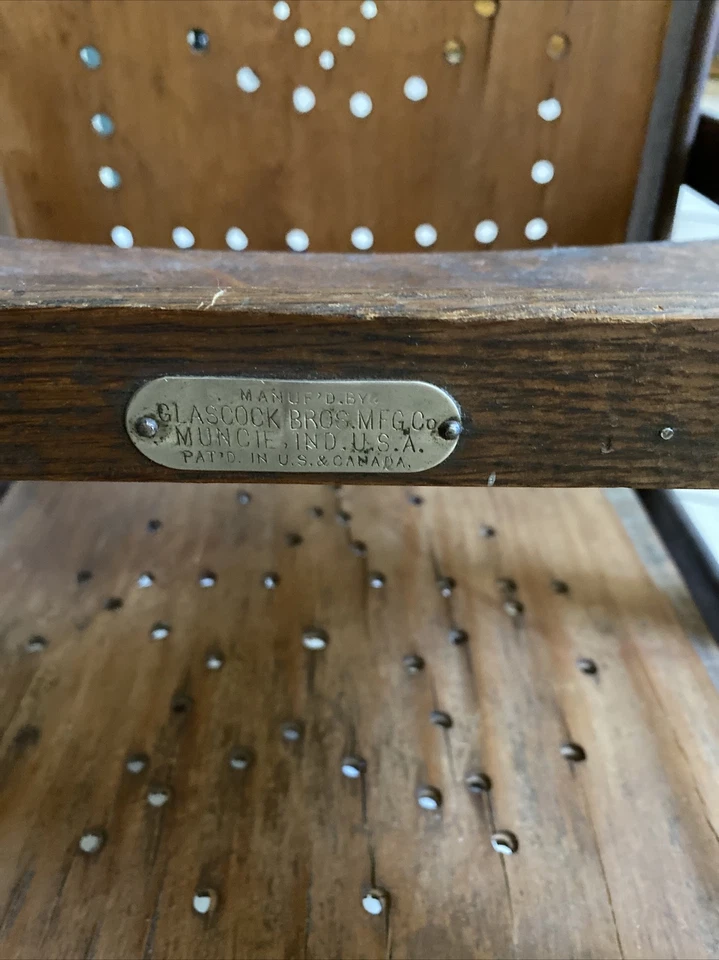 MANUF'D.BY
GLASCOCK BROS.MFG.Co.
MUNCIE, IND. U.S.A.
PAT'D. IN U.S. & CANADA.